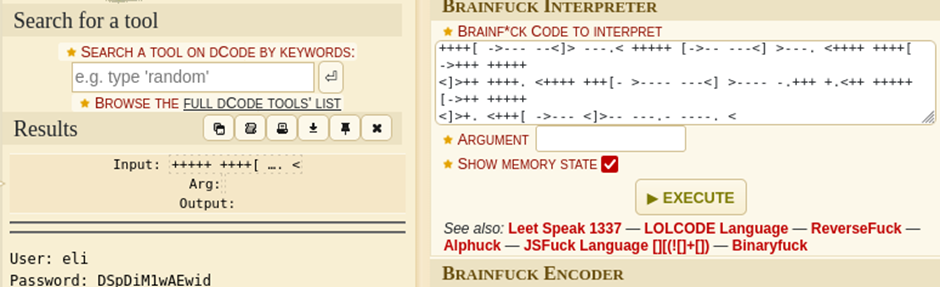 Search for a tool
★ SEARCH A TOOL ON DCODE BY KEYWORDS:
e.g. type 'random'
★ BROWSE THE FULL DCODE TOOLS' LIST
Results
Input: +++++ ++++[ …. <
Arg:
Output:
User: eli
Password: DSpDiM1wAEwid
BRAINFUCK INTERPRETER
★ BRAINF*CK CODE TO INTERPRET
++++[ ->--- --<]> ---.< +++++ [->-- ---<] >---. <++++ ++++[
->+++ +++++
<]>++ ++++. <++++ +++[- >---- ---<] >---- -.+++ +.<++ +++++
[->++ +++++
<]>+. <+++[ ->--- <]>-- ---.- ----. <
★ ARGUMENT
★ SHOW MEMORY STATE
▶ EXECUTE
See also: Leet Speak 1337 — LOLCODE Language — ReverseFuck —
Alphuck — JSFuck Language [][(![]+[]) — Binaryfuck
BRAINFUCK ENCODER